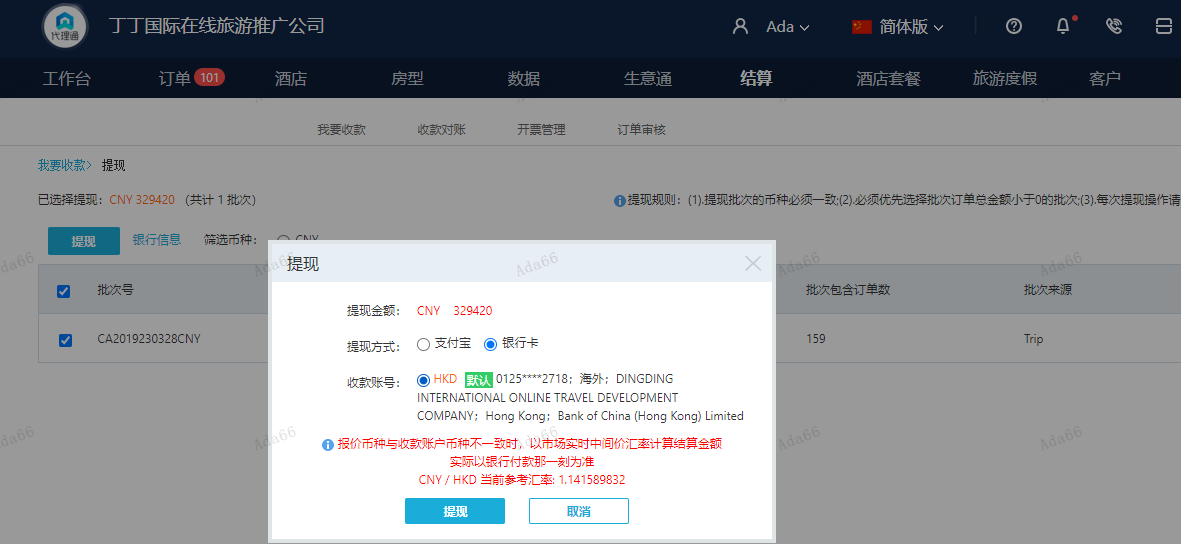 代理通
丁丁国际在线旅游推广公司
Ada
简体版
工作台
订单 101
酒店
房型
数据
生意通
结算
酒店套餐
旅游度假
客户
我要收款
收款对账
开票管理
订单审核
我要收款> 提现
已选择提现： CNY 329420 (共计 1 批次)
提现规则：(1).提现批次的币种必须一致;(2).必须优先选择批次订单总金额小于0的批次;(3).每次提现操作请
提现
银行信息
筛选币种：
CNY
批次号
批次包含订单数
批次来源
CA2019230328CNY
159
Trip
提现
提现金额： CNY 329420
提现方式： 支付宝 银行卡
收款账号： HKD 默认 0125****2718；海外；DINGDING
INTERNATIONAL ONLINE TRAVEL DEVELOPMENT
COMPANY；Hong Kong；Bank of China (Hong Kong) Limited
报价币种与收款账户币种不一致时，以市场实时中间价汇率计算结算金额
实际以银行付款那一刻为准
CNY / HKD 当前参考汇率: 1.141589832
提现
取消
Ada66
Ada66
Ada66
Ada66
Ada66
Ada66
Ada66
Ada66